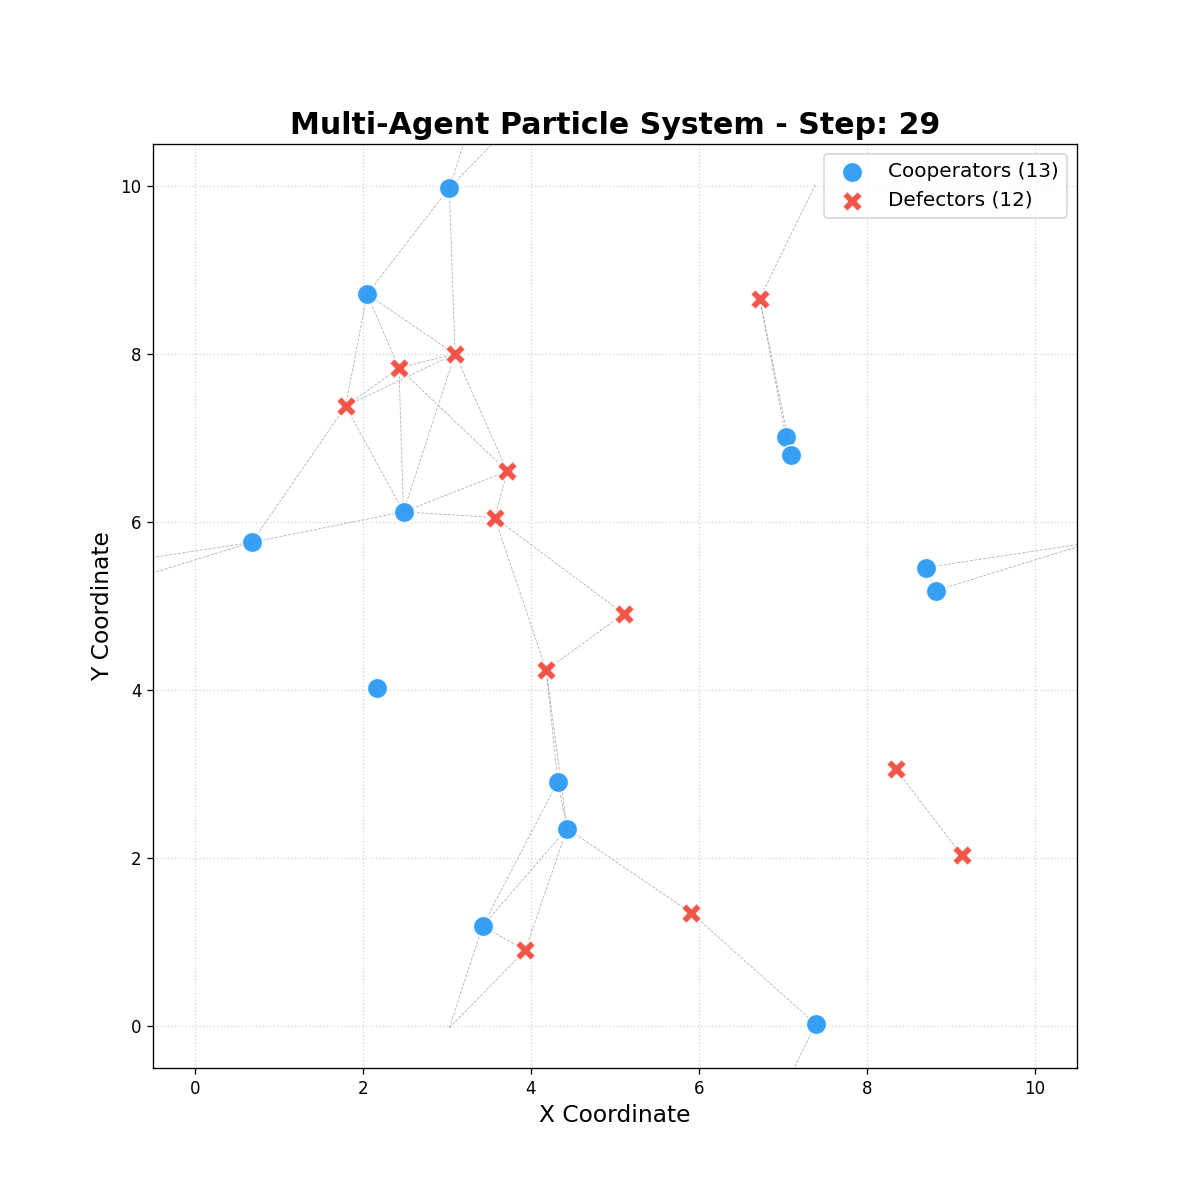 Multi-Agent Particle System - Step: 29
Cooperators (13)
Defectors (12)
10
8
6
4
2
0
Y Coordinate
0 2 4 6 8 10
X Coordinate